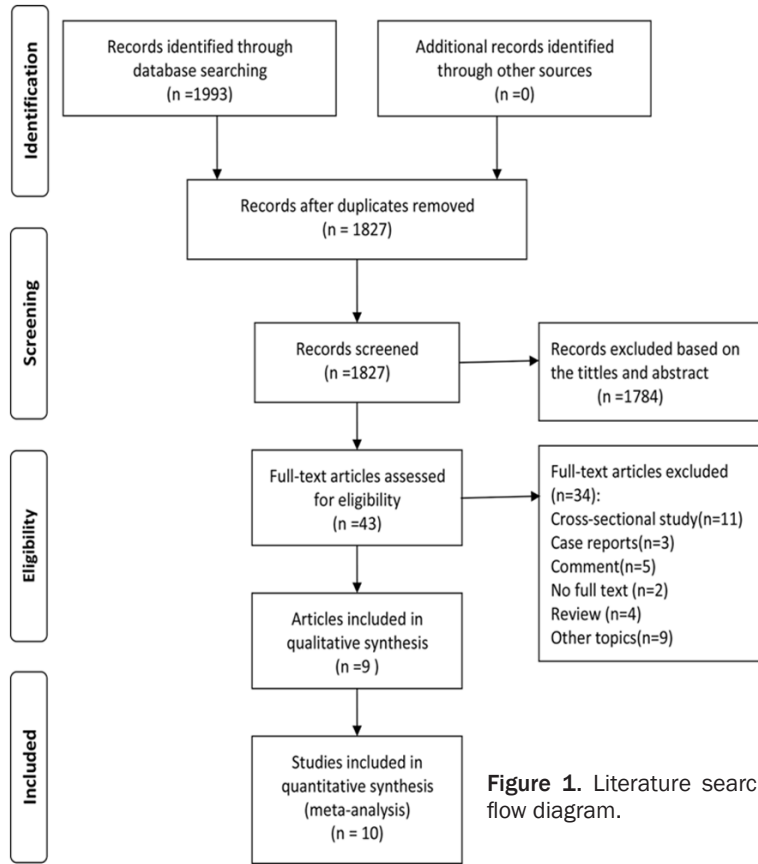 Identification
Records identified through
database searching
(n =1993)
Additional records identified
through other sources
(n =0)
Records after duplicates removed
(n = 1827)
Screening
Records screened
(n =1827)
Records excluded based on
the tittles and abstract
(n =1784)
Eligibility
Full-text articles assessed
for eligibility
(n =43)
Full-text articles excluded
(n=34):
Cross-sectional study(n=11)
Case reports(n=3)
Comment(n=5)
No full text (n=2)
Review (n=4)
Other topics(n=9)
Articles included in
qualitative synthesis
(n =9 )
Included
Studies included in
quantitative synthesis
(meta-analysis)
(n = 10)
Figure 1. Literature searc
flow diagram.